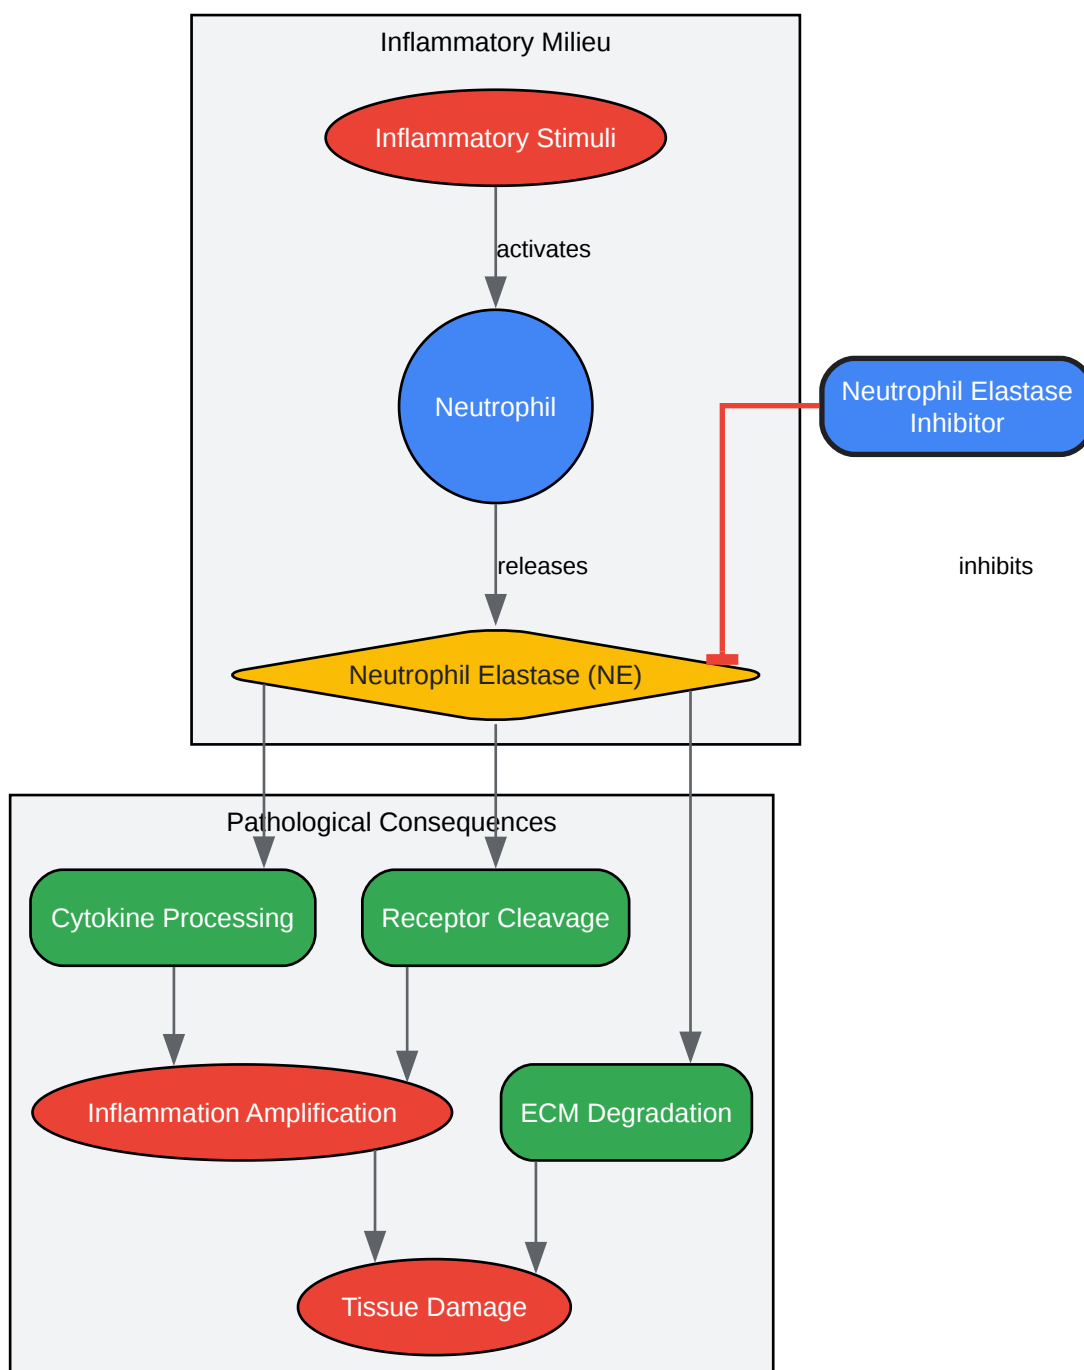 Inflammatory Milieu
Inflammatory Stimuli
activates
Neutrophil
Neutrophil Elastase
Inhibitor
releases
inhibits
Neutrophil Elastase (NE)
Pathological Consequences
Cytokine Processing
Receptor Cleavage
Inflammation Amplification
ECM Degradation
Tissue Damage